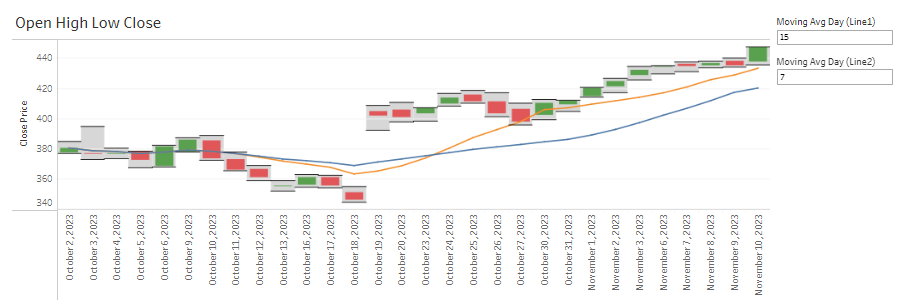 Open High Low Close
Moving Avg Day (Line1)
15
Moving Avg Day (Line2)
7
Close Price
440
420
400
380
360
340
October 2, 2023
October 3, 2023
October 4, 2023
October 5, 2023
October 6, 2023
October 9, 2023
October 10, 2023
October 11, 2023
October 12, 2023
October 13, 2023
October 16, 2023
October 17, 2023
October 18, 2023
October 19, 2023
October 20, 2023
October 23, 2023
October 24, 2023
October 25, 2023
October 26, 2023
October 27, 2023
October 30, 2023
October 31, 2023
November 1, 2023
November 2, 2023
November 3, 2023
November 6, 2023
November 7, 2023
November 8, 2023
November 9, 2023
November 10, 2023